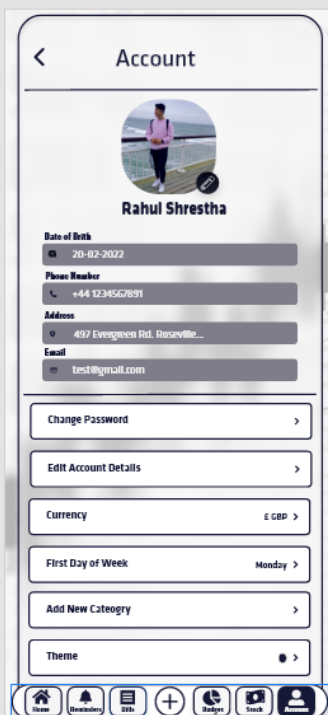 Account
Rahul Shrestha
Date of Brith
20-02-2022
Phone Number
+44 1234567891
Address
497 Evergreen Rd. Roseville...
Email
test@gmail.com
Change Password
Edit Account Details
Currency £ GBP
First Day of Week Monday
Add New Cateogry
Theme
Home Reminders Bills Budget Stock Account